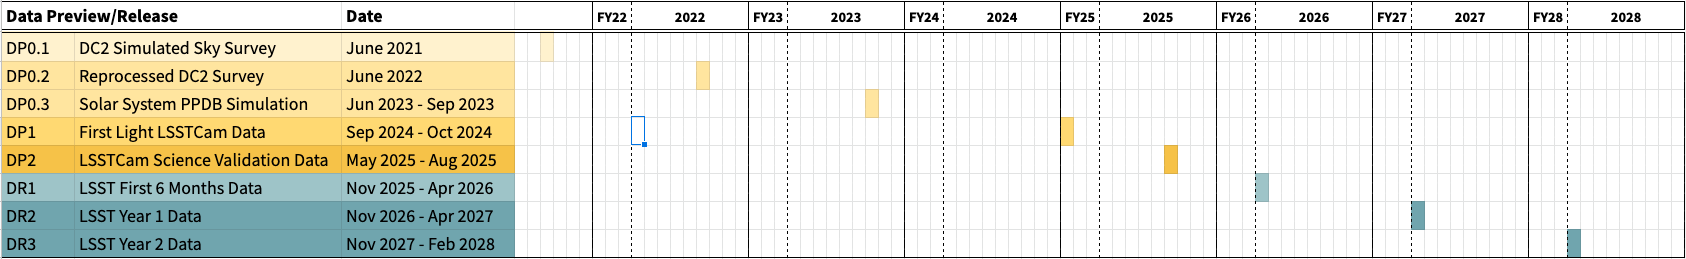 Data Preview/Release Date FY22 2022 FY23 2023 FY24 2024 FY25 2025 FY26 2026 FY27 2027 FY28 2028
DP0.1 DC2 Simulated Sky Survey June 2021
DP0.2 Reprocessed DC2 Survey June 2022
DP0.3 Solar System PPDB Simulation Jun 2023 - Sep 2023
DP1 First Light LSSTCam Data Sep 2024 - Oct 2024
DP2 LSSTCam Science Validation Data May 2025 - Aug 2025
DR1 LSST First 6 Months Data Nov 2025 - Apr 2026
DR2 LSST Year 1 Data Nov 2026 - Apr 2027
DR3 LSST Year 2 Data Nov 2027 - Feb 2028